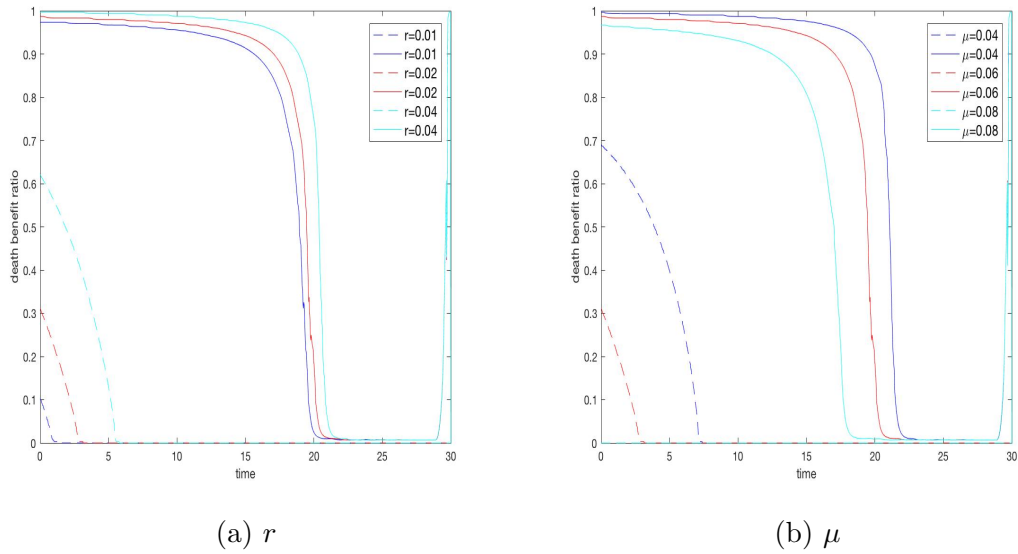 1
0.9
0.8
0.7
0.6
0.5
0.4
0.3
0.2
0.1
0
death benefit ratio
0 5 10 15 20 25 30
time
r=0.01
r=0.01
r=0.02
r=0.02
r=0.04
r=0.04
(a) r
1
0.9
0.8
0.7
0.6
0.5
0.4
0.3
0.2
0.1
0
death benefit ratio
0 5 10 15 20 25 30
time
μ=0.04
μ=0.04
μ=0.06
μ=0.06
μ=0.08
μ=0.08
(b) μ